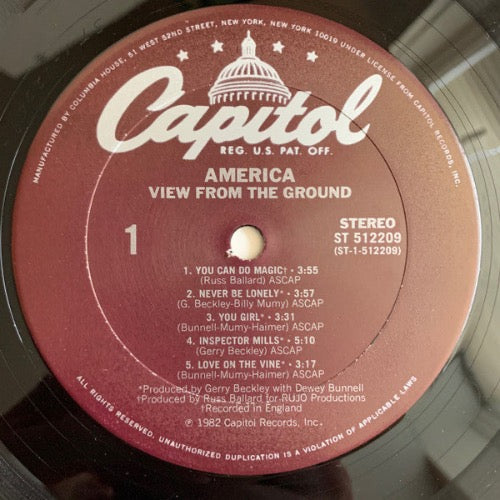 MANUFACTURED BY COLUMBIA HOUSE, 51 WEST 52ND STREET, NEW YORK, NEW YORK 10019 UNDER LICENSE FROM CAPITOL RECORDS, INC.
Capitol
REG. U.S. PAT. OFF.
AMERICA
VIEW FROM THE GROUND
1
STEREO
ST 512209
(ST-1-512209)
1. YOU CAN DO MAGIC† • 3:55
(Russ Ballard) ASCAP
2. NEVER BE LONELY* • 3:57
(G. Beckley-Billy Mumy) ASCAP
3. YOU GIRL* • 3:31
(Bunnell-Mumy-Haimer) ASCAP
4. INSPECTOR MILLS* • 5:10
(Gerry Beckley) ASCAP
5. LOVE ON THE VINE* • 3:17
(Bunnell-Mumy-Haimer) ASCAP
*Produced by Gerry Beckley with Dewey Bunnell
†Produced by Russ Ballard for RUJO Productions
†Recorded in England
℗ 1982 Capitol Records, Inc.
ALL RIGHTS RESERVED. UNAUTHORIZED DUPLICATION IS A VIOLATION OF APPLICABLE LAWS